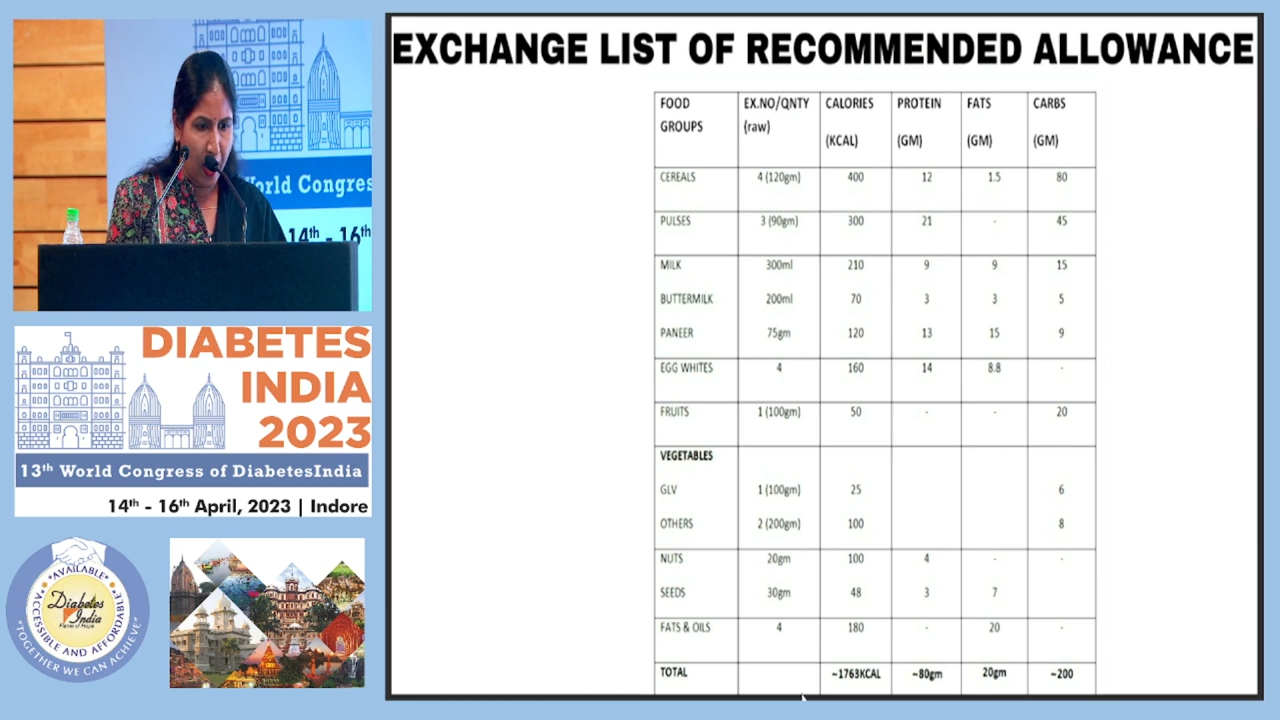 EXCHANGE LIST OF RECOMMENDED ALLOWANCE
FOOD GROUPS EX.NO/QNTY (raw) CALORIES (KCAL) PROTEIN (GM) FATS (GM) CARBS (GM)
CEREALS 4 (120gm) 400 12 1.5 80
PULSES 3 (90gm) 300 21 - 45
MILK 300ml 210 9 9 15
BUTTERMILK 200ml 70 3 3 5
PANEER 75gm 120 13 15 9
EGG WHITES 4 160 14 8.8 -
FRUITS 1 (100gm) 50 - - 20
VEGETABLES
GLV 1 (100gm) 25 6
OTHERS 2 (200gm) 100 8
NUTS 20gm 100 4 - -
SEEDS 30gm 48 3 7
FATS & OILS 4 180 - 20 -
TOTAL ~1763KCAL ~80gm 20gm ~200
World Congres
14th - 16th
DIABETES
INDIA
2023
13th World Congress of DiabetesIndia
14th - 16th April, 2023 | Indore
*AVAILABLE*
*ACCESSIBLE AND AFFORDABLE*
Diabetes
India
"TOGETHER WE CAN ACHIEVE"